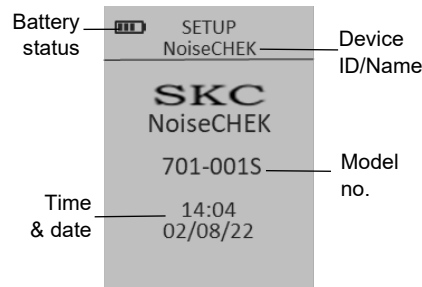 Battery
status
SETUP
NoiseCHEK
Device
ID/Name
SKC
NoiseCHEK
701-001S
Model
no.
Time
& date
14:04
02/08/22